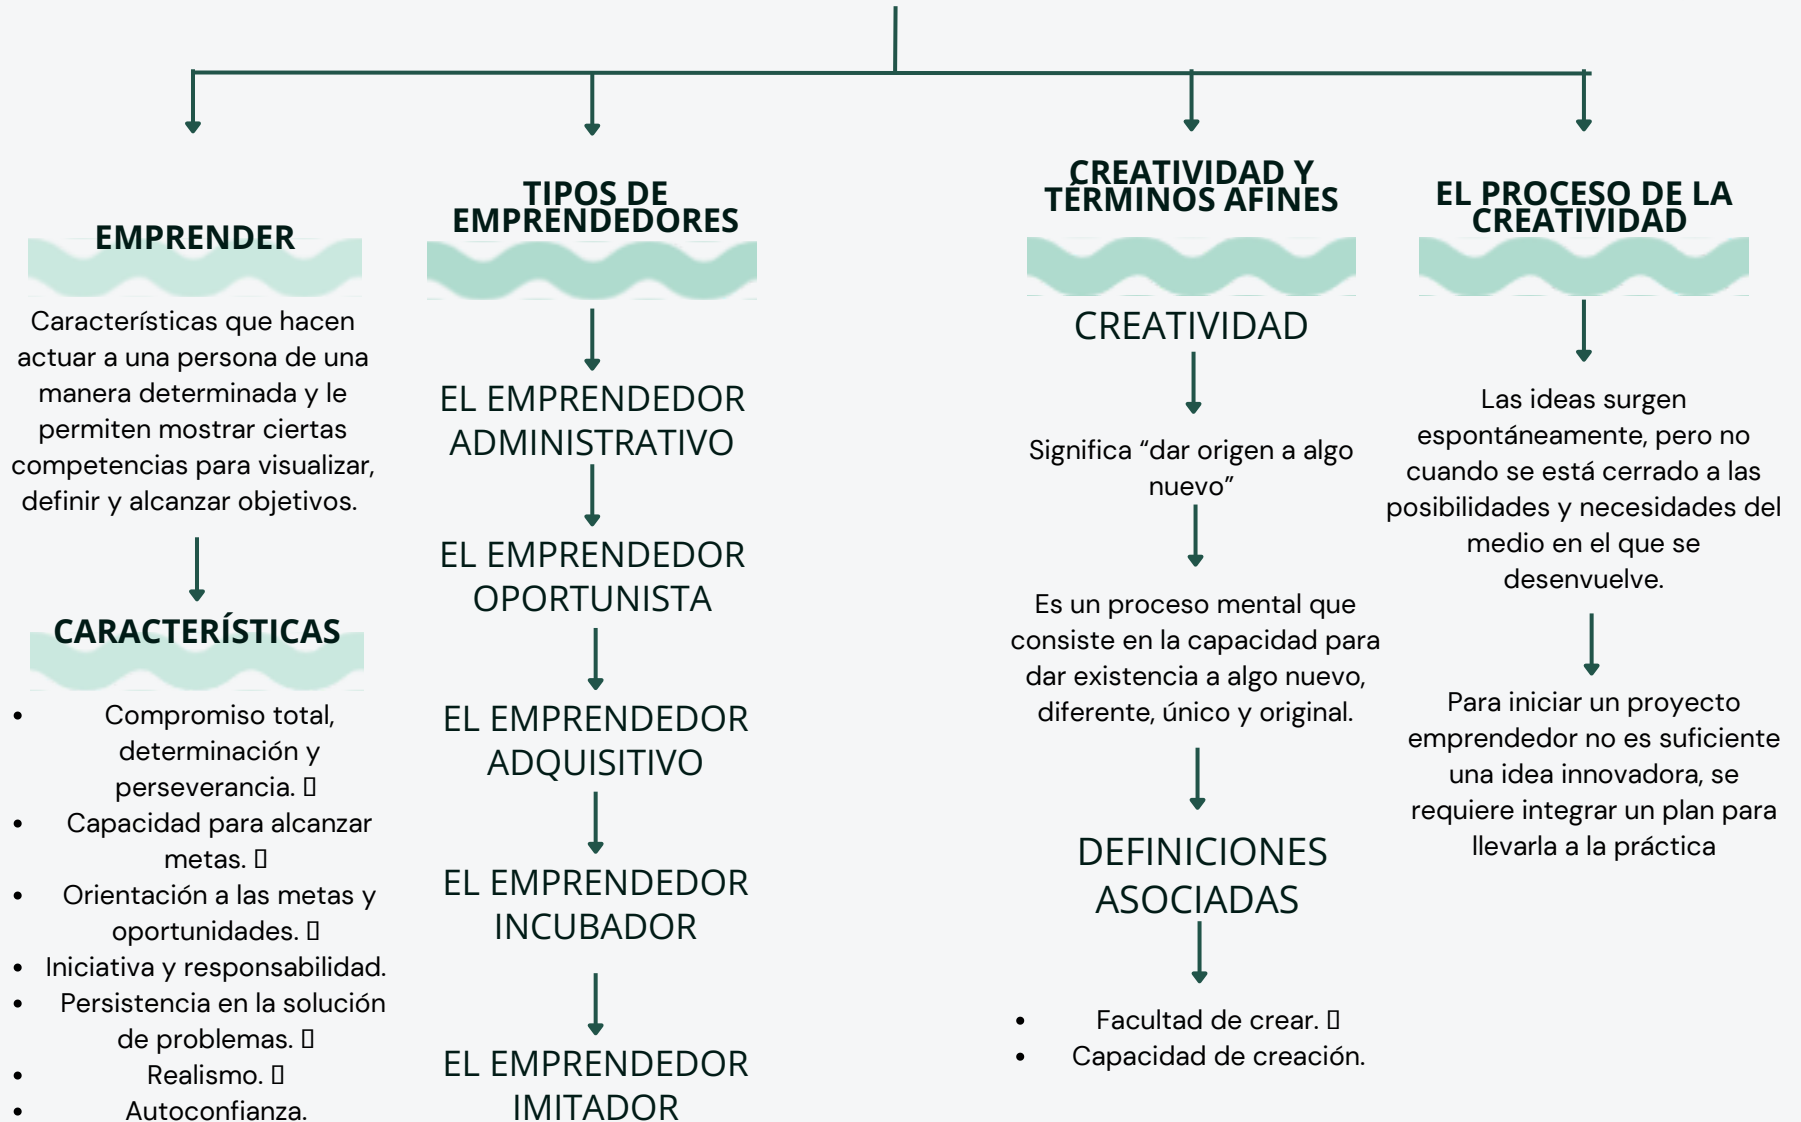 EMPRENDER
Características que hacen
actuar a una persona de una
manera determinada y le
permiten mostrar ciertas
competencias para visualizar,
definir y alcanzar objetivos.
CARACTERÍSTICAS
• Compromiso total,
determinación y
perseverancia. 
• Capacidad para alcanzar
metas. 
• Orientación a las metas y
oportunidades. 
• Iniciativa y responsabilidad.
• Persistencia en la solución
de problemas. 
• Realismo. 
• Autoconfianza.
TIPOS DE
EMPRENDEDORES
EL EMPRENDEDOR
ADMINISTRATIVO
EL EMPRENDEDOR
OPORTUNISTA
EL EMPRENDEDOR
ADQUISITIVO
EL EMPRENDEDOR
INCUBADOR
EL EMPRENDEDOR
IMITADOR
CREATIVIDAD Y
TÉRMINOS AFINES
CREATIVIDAD
Significa “dar origen a algo
nuevo”
Es un proceso mental que
consiste en la capacidad para
dar existencia a algo nuevo,
diferente, único y original.
DEFINICIONES
ASOCIADAS
• Facultad de crear. 
• Capacidad de creación.
EL PROCESO DE LA
CREATIVIDAD
Las ideas surgen
espontáneamente, pero no
cuando se está cerrado a las
posibilidades y necesidades del
medio en el que se
desenvuelve.
Para iniciar un proyecto
emprendedor no es suficiente
una idea innovadora, se
requiere integrar un plan para
llevarla a la práctica